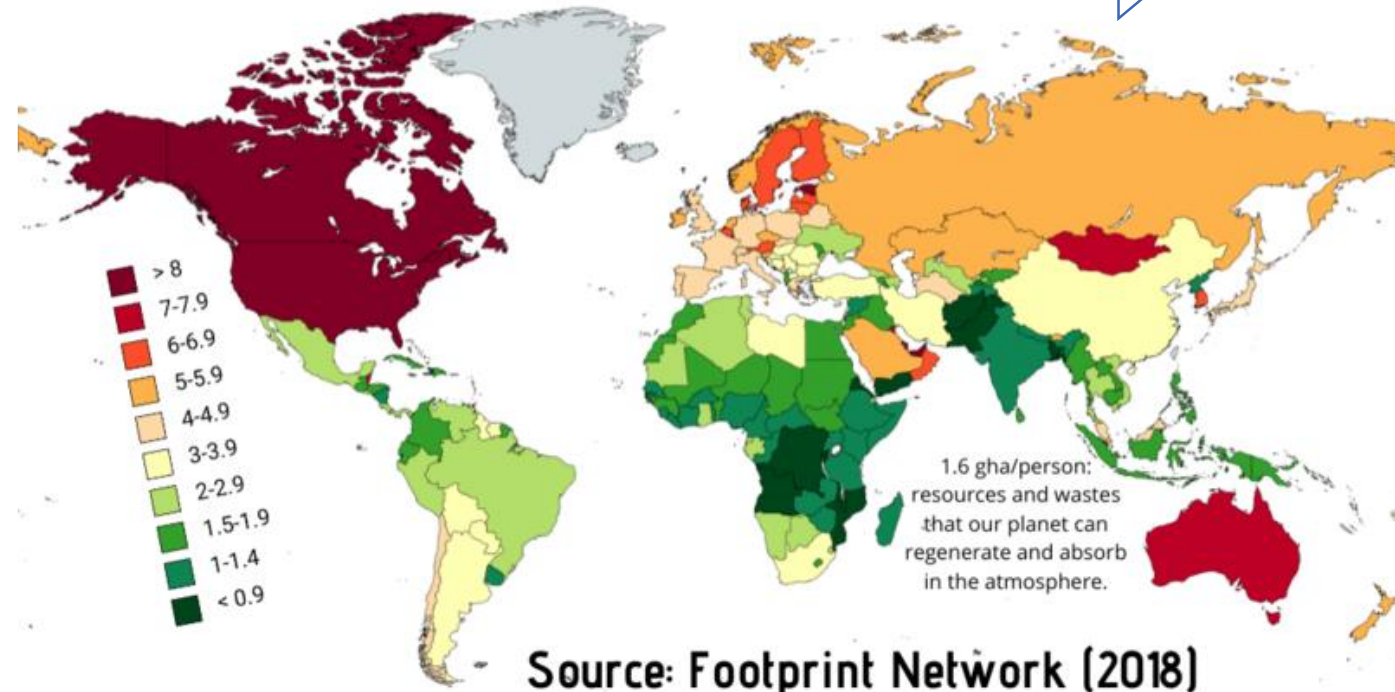 > 8
7-7.9
6-6.9
5-5.9
4-4.9
3-3.9
2-2.9
1.5-1.9
1-1.4
< 0.9
1.6 gha/person:
resources and wastes
that our planet can
regenerate and absorb
in the atmosphere.
Source: Footprint Network (2018)